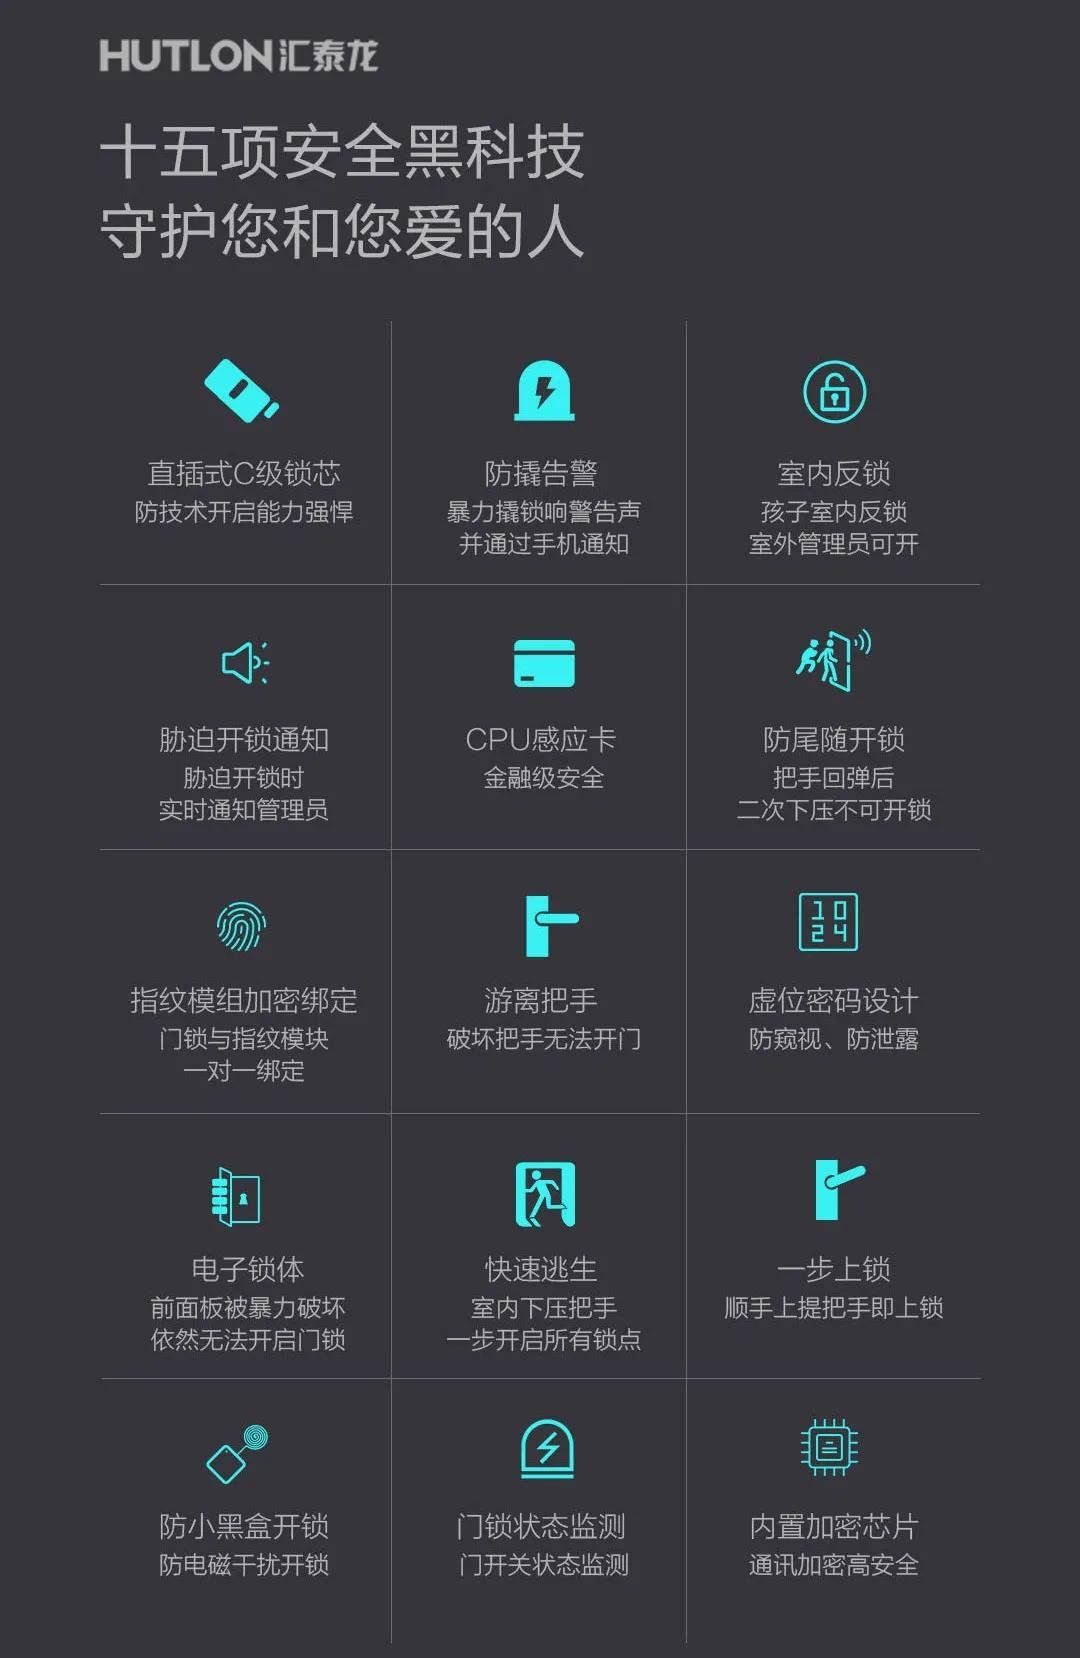 HUTLON汇泰龙
十五项安全黑科技
守护您和您爱的人
直插式C级锁芯
防技术开启能力强悍
防撬告警
暴力撬锁响警告声
并通过手机通知
室内反锁
孩子室内反锁
室外管理员可开
胁迫开锁通知
胁迫开锁时
实时通知管理员
CPU感应卡
金融级安全
防尾随开锁
把手回弹后
二次下压不可开锁
指纹模组加密绑定
门锁与指纹模块
一对一绑定
游离把手
破坏把手无法开门
10
24
虚位密码设计
防窥视、防泄露
电子锁体
前面板被暴力破坏
依然无法开启门锁
快速逃生
室内下压把手
一步开启所有锁点
一步上锁
顺手上提把手即上锁
防小黑盒开锁
防电磁干扰开锁
门锁状态监测
门开关状态监测
内置加密芯片
通讯加密高安全